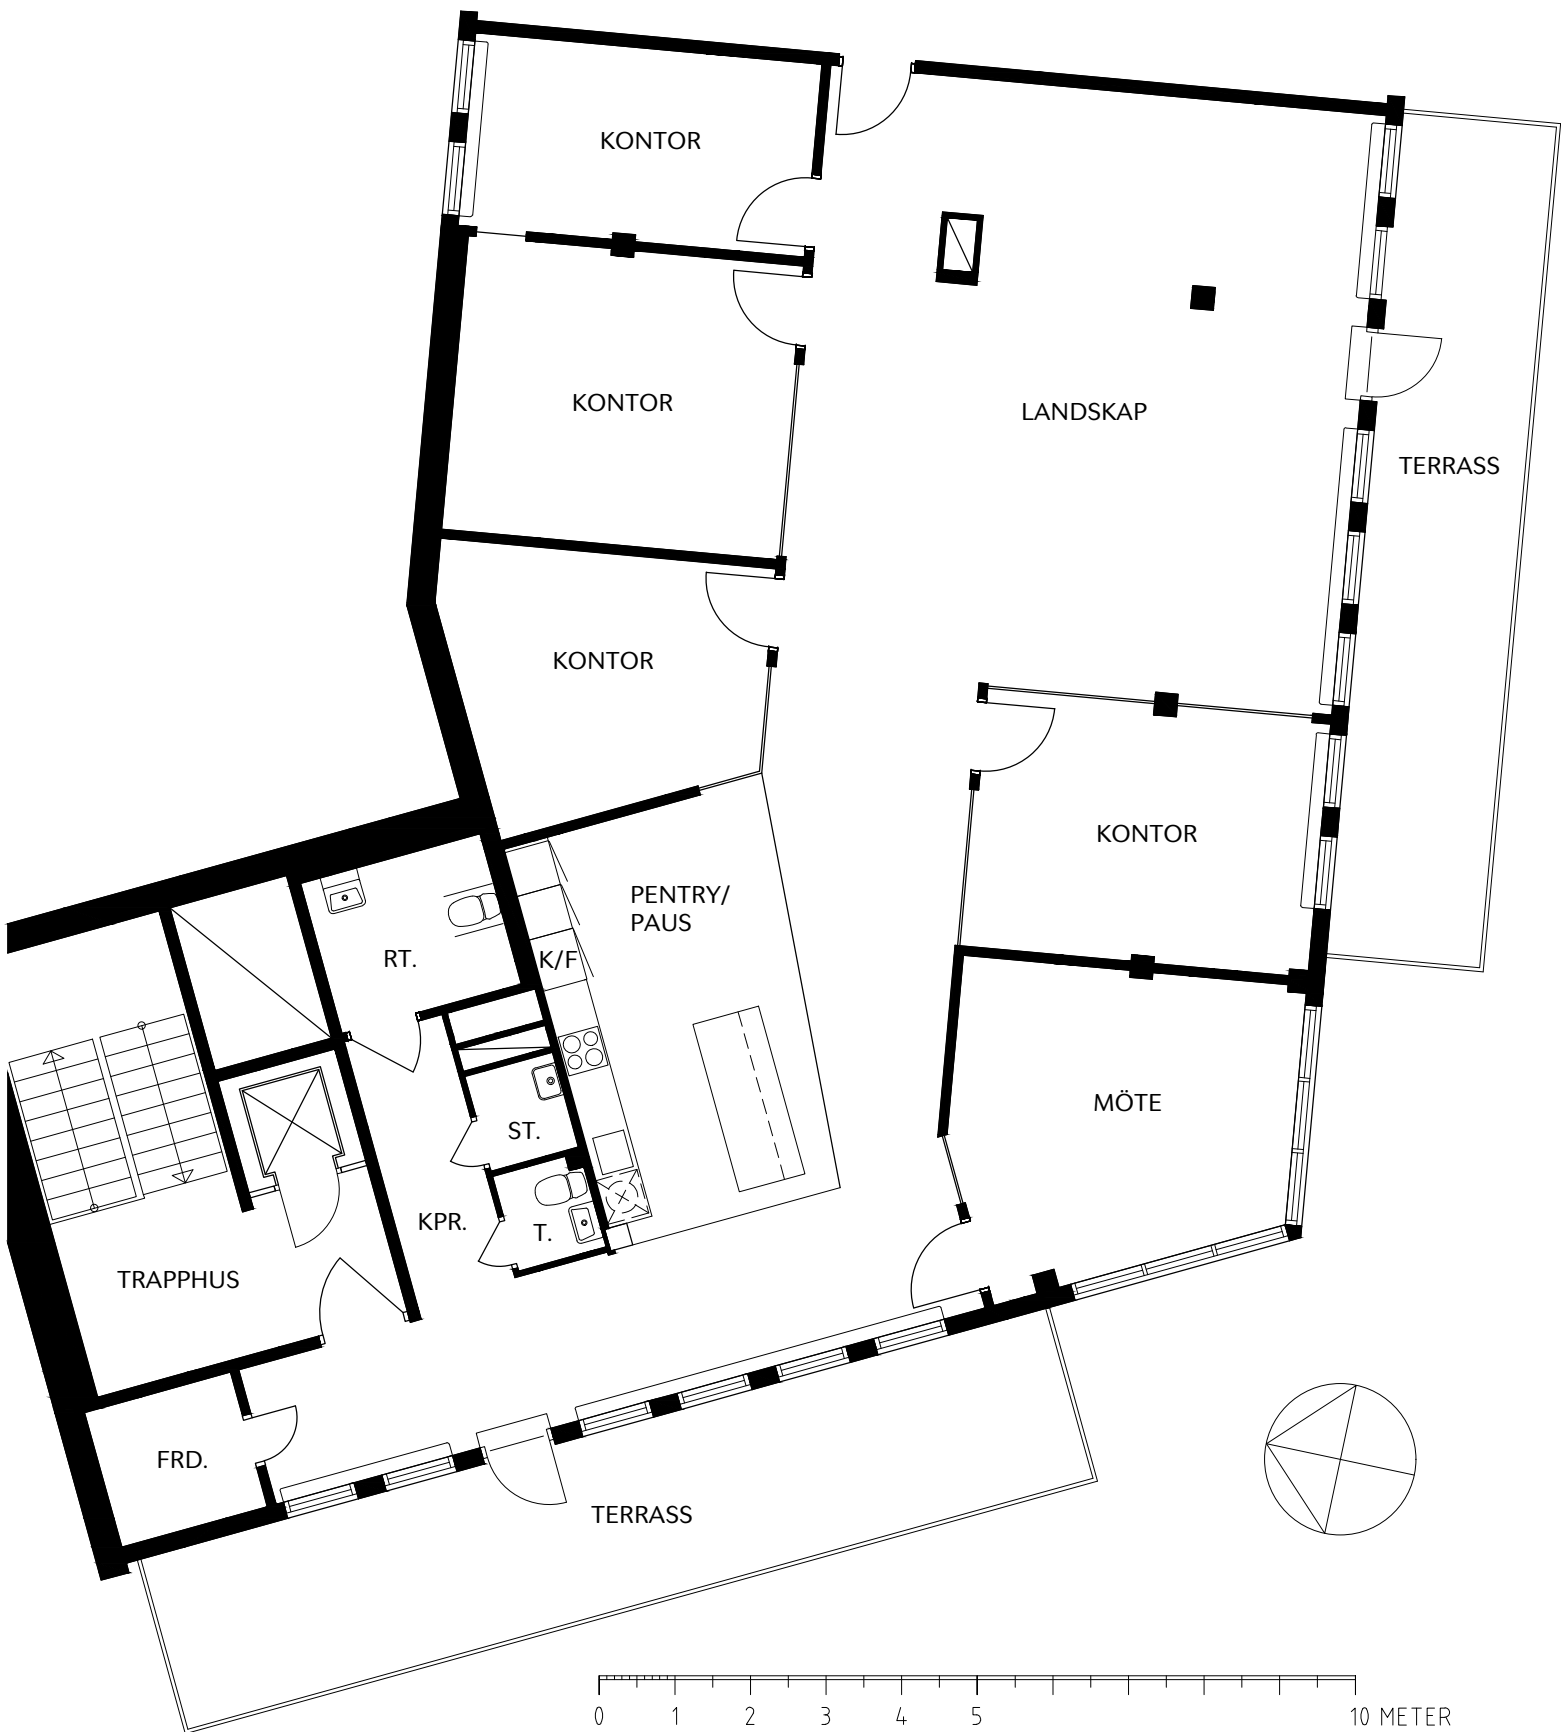 KONTOR
KONTOR
LANDSKAP
TERRASS
KONTOR
KONTOR
PENTRY/
PAUS
RT.
K/F
MÖTE
ST.
KPR.
T.
TRAPPHUS
FRD.
TERRASS
0 1 2 3 4 5 10 METER